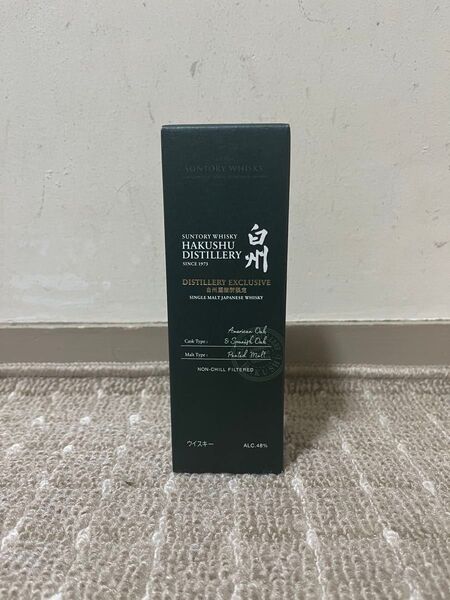 SUNTORY WHISKY
SUNTORY WHISKY
HAKUSHU
DISTILLERY
SINCE 1973
白州
DISTILLERY EXCLUSIVE
白州蒸溜所限定
SINGLE MALT JAPANESE WHISKY
Cask Type : American Oak
& Spanish Oak
Malt Type : Peated Malt
NON-CHILL FILTERED
ウイスキー ALC.48%